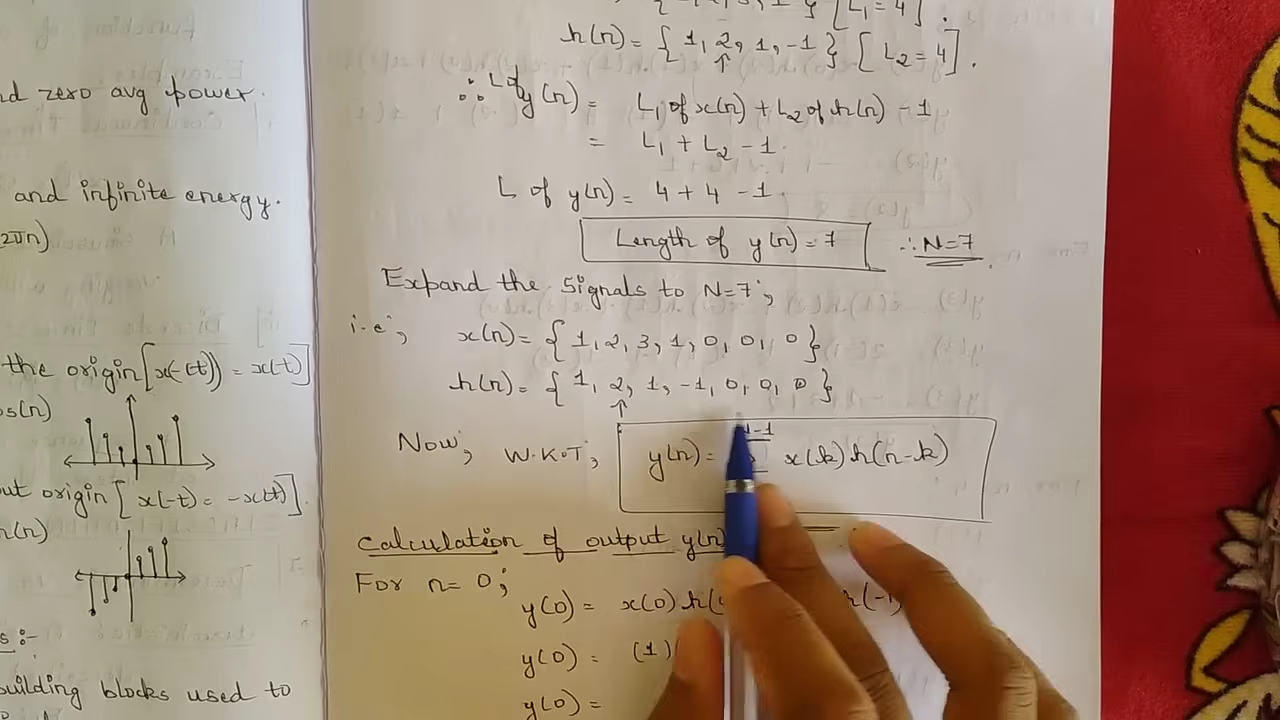 h(n) = { 1, 2, 1, -1 } [ L2 = 4 ].
∴ L of y(n) = L1 of x(n) + L2 of h(n) - 1
= L1 + L2 - 1.
L of y(n) = 4 + 4 - 1
Length of y(n) = 7 ∴ N=7
Expand the signals to N=7,
i.e; x(n) = { 1, 2, 3, 1, 0, 0, 0 }
h(n) = { 1, 2, 1, -1, 0, 0, 0 }
↑
Now, W.K.T, y(n) = x(k) h(n-k)
Calculation of output y(n)
For n= 0;
y(0) = x(0) h( h(-1)
y(0) = (1)
y(0) =
zero avg power.
and infinite energy.
2πn)
the origin [x(-t)) = x(t)]
origin [ x(-t) = -x(t)].
building blocks used to